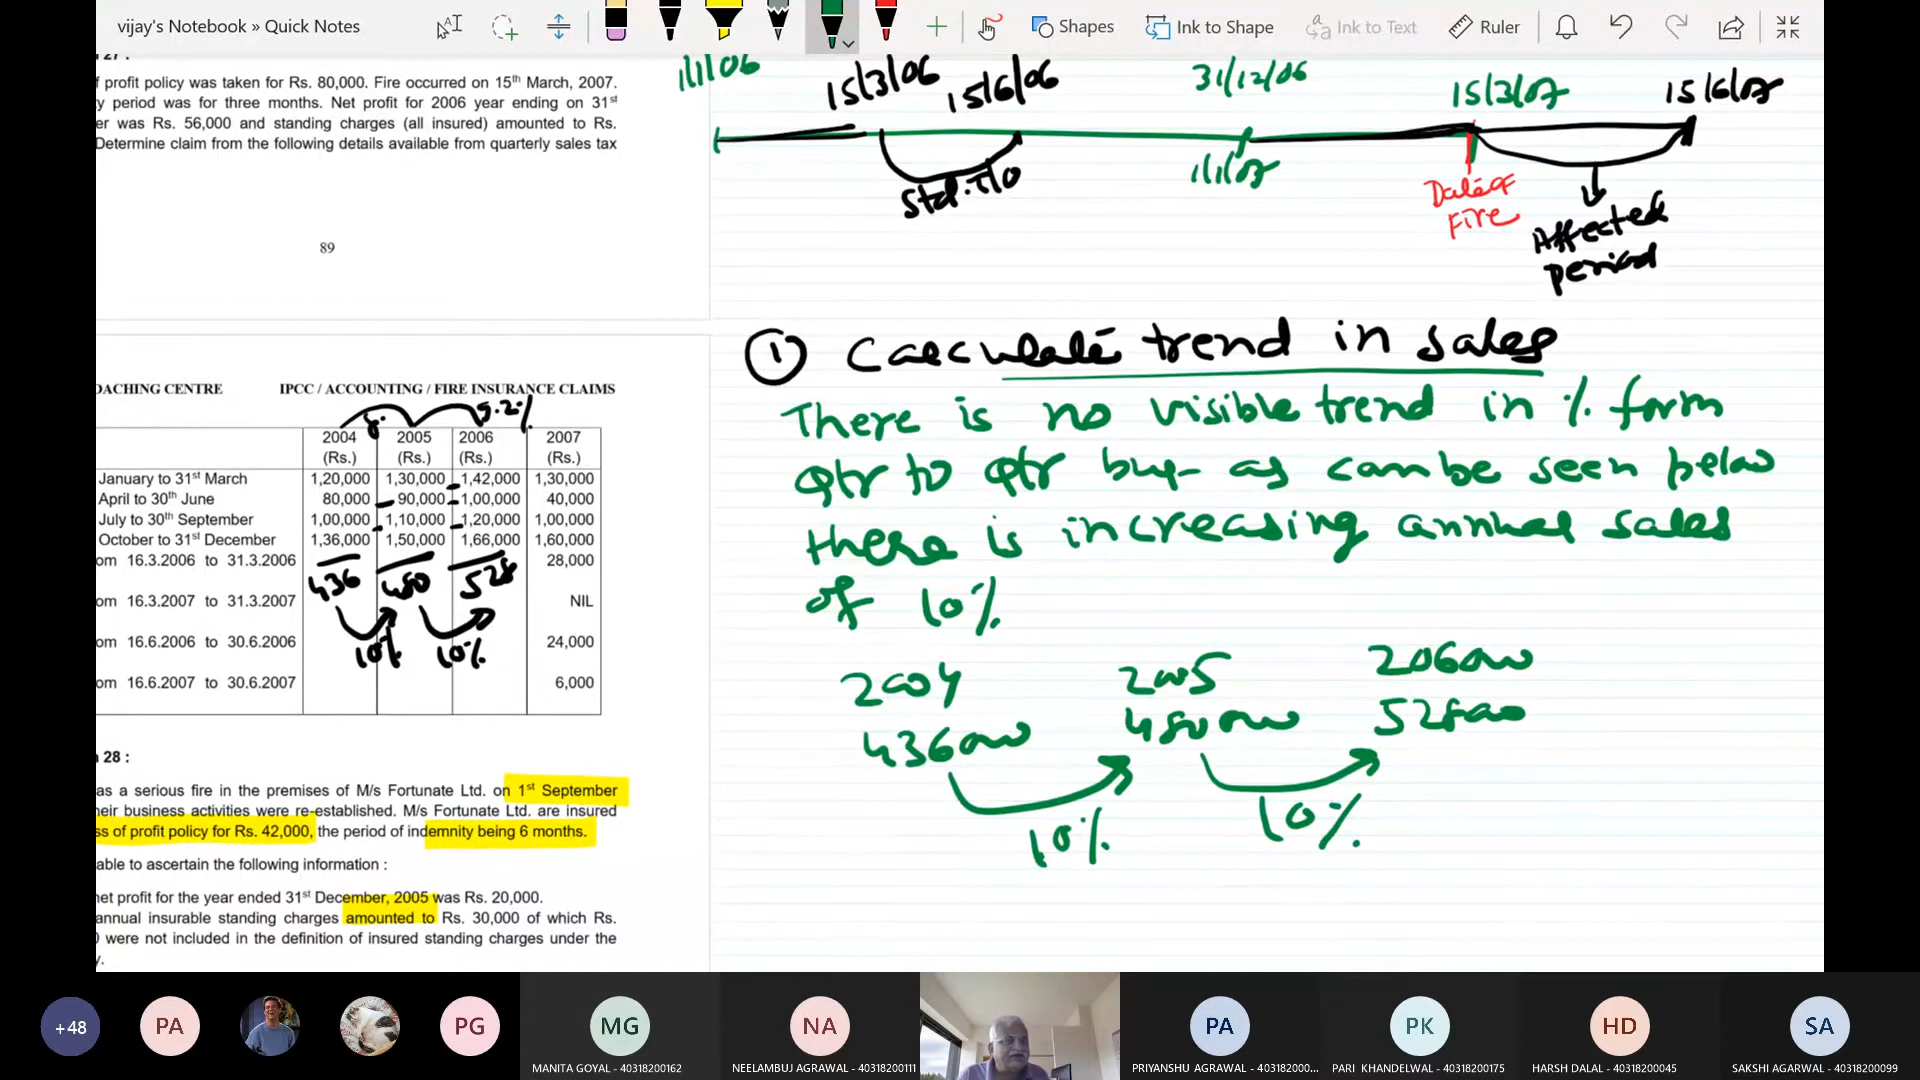 vijay's Notebook » Quick Notes
Shapes
Ink to Shape
Ink to Text
Ruler
f profit policy was taken for Rs. 80,000. Fire occurred on 15th March, 2007.
y period was for three months. Net profit for 2006 year ending on 31st
er was Rs. 56,000 and standing charges (all insured) amounted to Rs.
Determine claim from the following details available from quarterly sales tax
89
OACHING CENTRE IPCC / ACCOUNTING / FIRE INSURANCE CLAIMS
5.2%
2004 2005 2006 2007
(Rs.) (Rs.) (Rs.) (Rs.)
January to 31st March 1,20,000 1,30,000 1,42,000 1,30,000
April to 30th June 80,000 90,000 1,00,000 40,000
July to 30th September 1,00,000 1,10,000 1,20,000 1,00,000
October to 31st December 1,36,000 1,50,000 1,66,000 1,60,000
om 16.3.2006 to 31.3.2006 28,000
436 480 528
om 16.3.2007 to 31.3.2007 NIL
om 16.6.2006 to 30.6.2006 24,000
10% 10%
om 16.6.2007 to 30.6.2007 6,000
28 :
as a serious fire in the premises of M/s Fortunate Ltd. on 1st September
heir business activities were re-established. M/s Fortunate Ltd. are insured
ss of profit policy for Rs. 42,000, the period of indemnity being 6 months.
able to ascertain the following information :
net profit for the year ended 31st December, 2005 was Rs. 20,000.
annual insurable standing charges amounted to Rs. 30,000 of which Rs.
were not included in the definition of insured standing charges under the
y.
1/1/06 15/3/06 15/6/06 31/12/06 15/3/07 15/6/07
Std. T/O
1/1/07
Date of
Fire
Affected
period
① Calculate trend in sales
There is no visible trend in % form
qtr to qtr but as can be seen below
there is increasing annual sales
of 10%
2004 2005
436000 480000 528000
10% 10%
+48
PA
PG
MG
MANITA GOYAL - 40318200162
NA
NEELAMBUJ AGRAWAL - 403182001​11
PA
PRIYANSHU AGRAWAL - 403182000...
PK
PARI KHANDELWAL - 40318200175
HD
HARSH DALAL - 40318200045
SA
SAKSHI AGARWAL - 40318200099